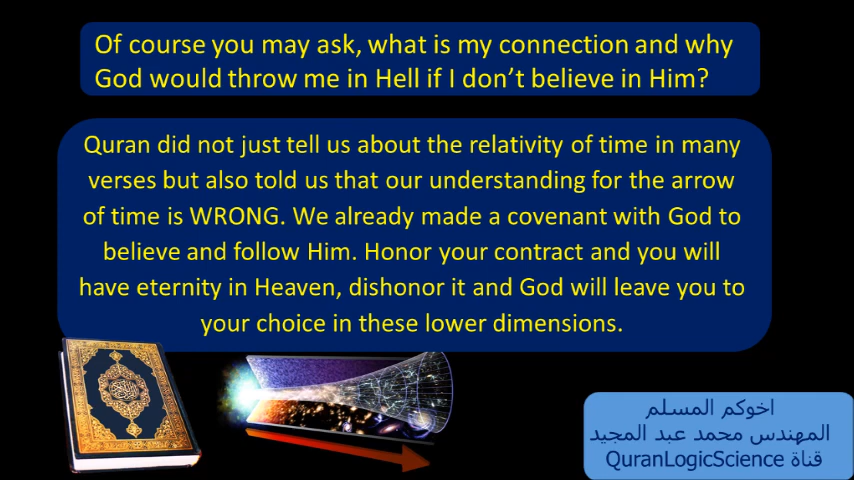 Of course you may ask, what is my connection and why
God would throw me in Hell if I don’t believe in Him?
Quran did not just tell us about the relativity of time in many
verses but also told us that our understanding for the arrow
of time is WRONG. We already made a covenant with God to
believe and follow Him. Honor your contract and you will
have eternity in Heaven, dishonor it and God will leave you to
your choice in these lower dimensions.
اخوكم المسلم
المهندس محمد عبد المجيد
قناة QuranLogicScience